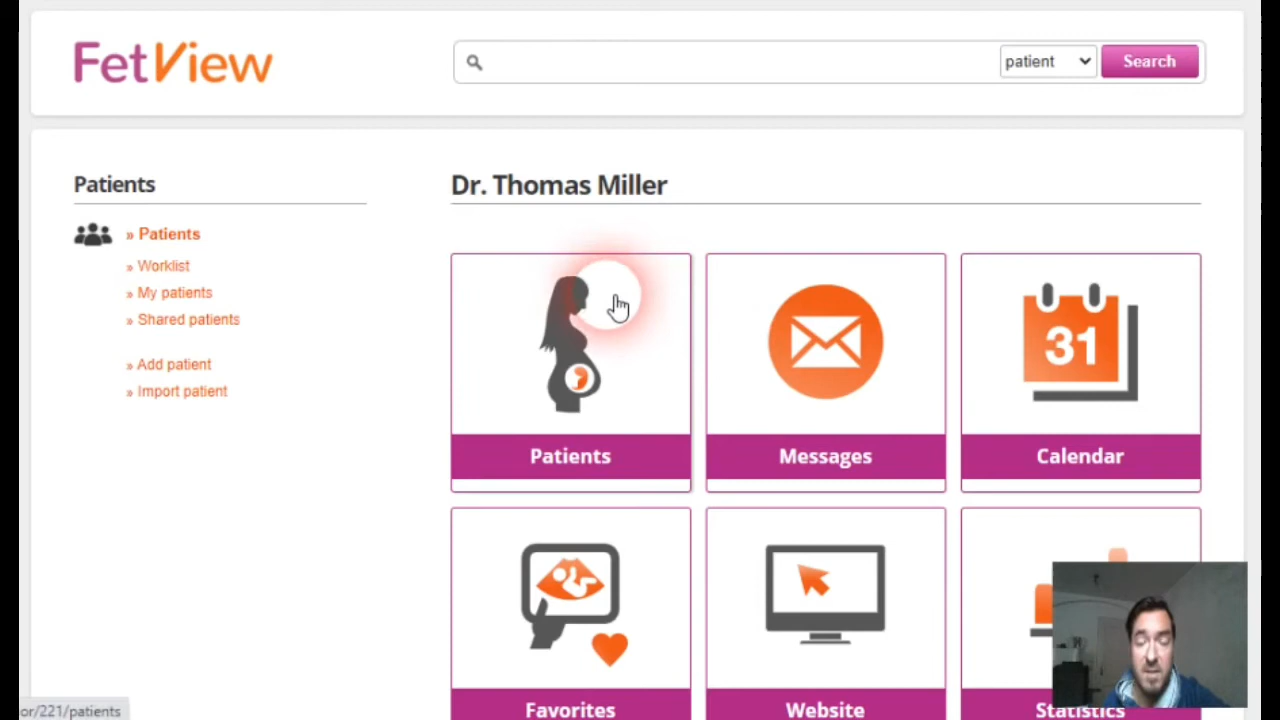 FetView
patient
Search
Patients
» Patients
» Worklist
» My patients
» Shared patients
» Add patient
» Import patient
Dr. Thomas Miller
Patients
Messages
31
Calendar
Favorites
Website
Statistics
or/221/patients